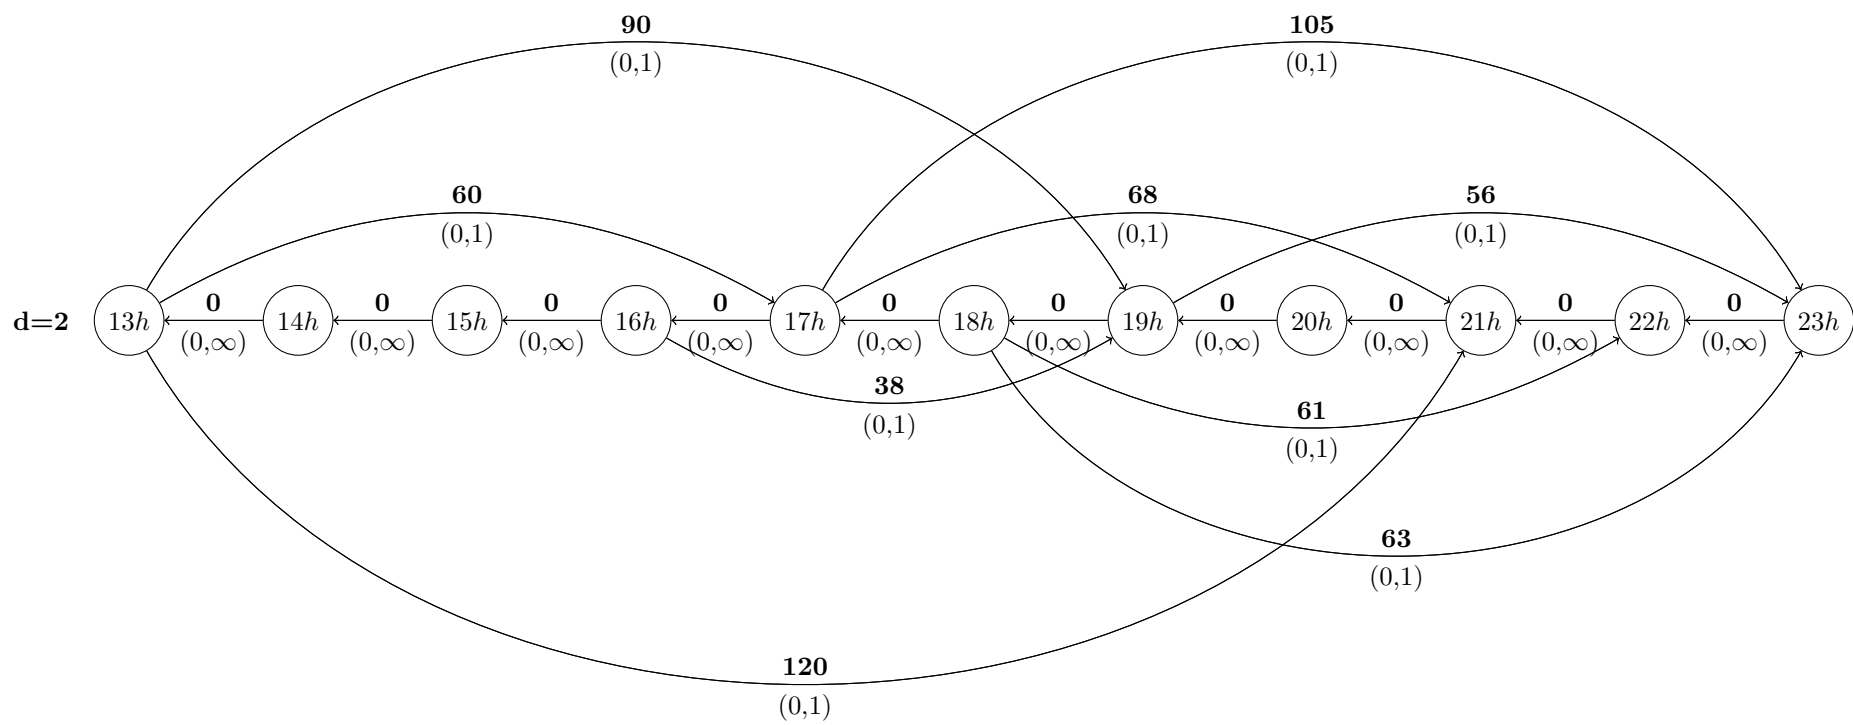 90 105
(0,1) (0,1)
60 68 56
(0,1) (0,1) (0,1)
0 0 0 0 0 0 0 0 0 0
d=2 13h 14h 15h 16h 17h 18h 19h 20h 21h 22h 23h
(0,∞) (0,∞) (0,∞) (0,∞) (0,∞) (0,∞) (0,∞) (0,∞) (0,∞) (0,∞)
38
(0,1)
61
(0,1)
63
(0,1)
120
(0,1)